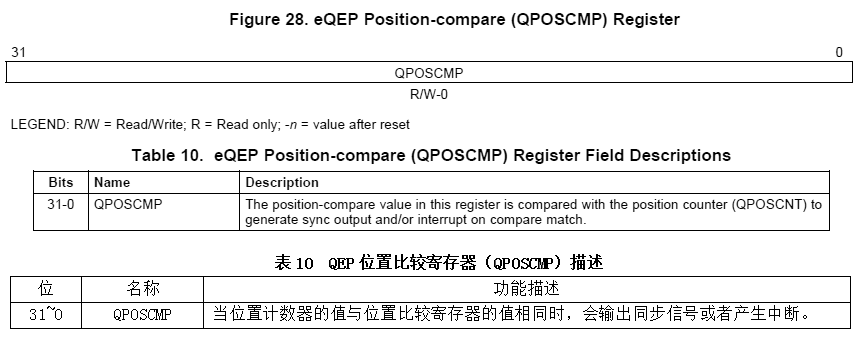 Figure 28. eQEP Position-compare (QPOSCMP) Register
31 0
QPOSCMP
R/W-0
LEGEND: R/W = Read/Write; R = Read only; -n = value after reset
Table 10. eQEP Position-compare (QPOSCMP) Register Field Descriptions
Bits Name Description
31-0 QPOSCMP The position-compare value in this register is compared with the position counter (QPOSCNT) to
generate sync output and/or interrupt on compare match.
表10 QEP位置比较寄存器（QPOSCMP）描述
位 名称 功能描述
31~0 QPOSCMP 当位置计数器的值与位置比较寄存器的值相同时，会输出同步信号或者产生中断。